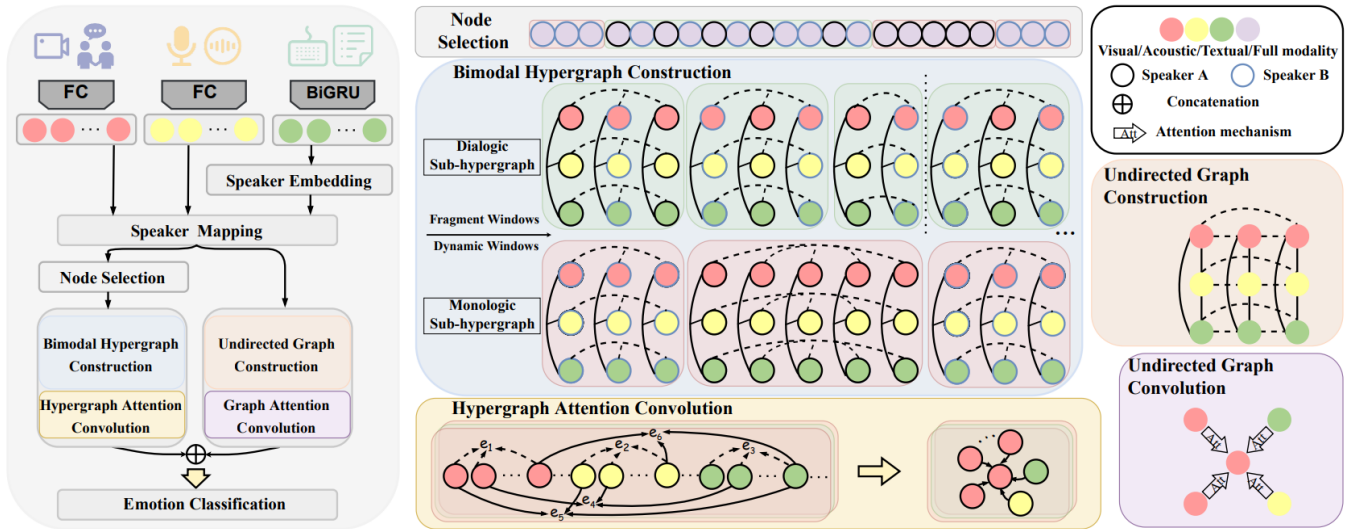 FC
FC
BiGRU
Speaker Embedding
Speaker Mapping
Node Selection
Bimodal Hypergraph
Construction
Hypergraph Attention
Convolution
Undirected Graph
Construction
Graph Attention
Convolution
Emotion Classification
Node
Selection
Bimodal Hypergraph Construction
Dialogic
Sub-hypergraph
Fragment Windows
Dynamic Windows
Monologic
Sub-hypergraph
Hypergraph Attention Convolution
e1
e2
e3
e4
e5
e6
Visual/Acoustic/Textual/Full modality
Speaker A
Speaker B
Concatenation
Att
Attention mechanism
Undirected Graph
Construction
Undirected Graph
Convolution
Att
Att
Att
Att